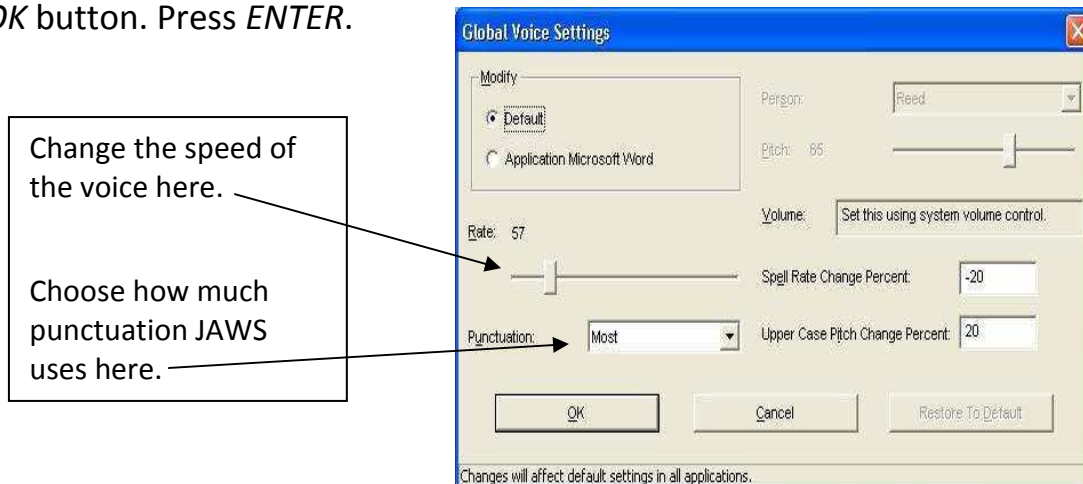 OK button. Press ENTER.
Change the speed of
the voice here.
Choose how much
punctuation JAWS
uses here.
Global Voice Settings
Modify
Default
Application Microsoft Word
Person: Reed
Pitch: 65
Volume: Set this using system volume control.
Rate: 57
Spell Rate Change Percent: -20
Punctuation: Most
Upper Case Pitch Change Percent: 20
OK Cancel Restore To Default
Changes will affect default settings in all applications.